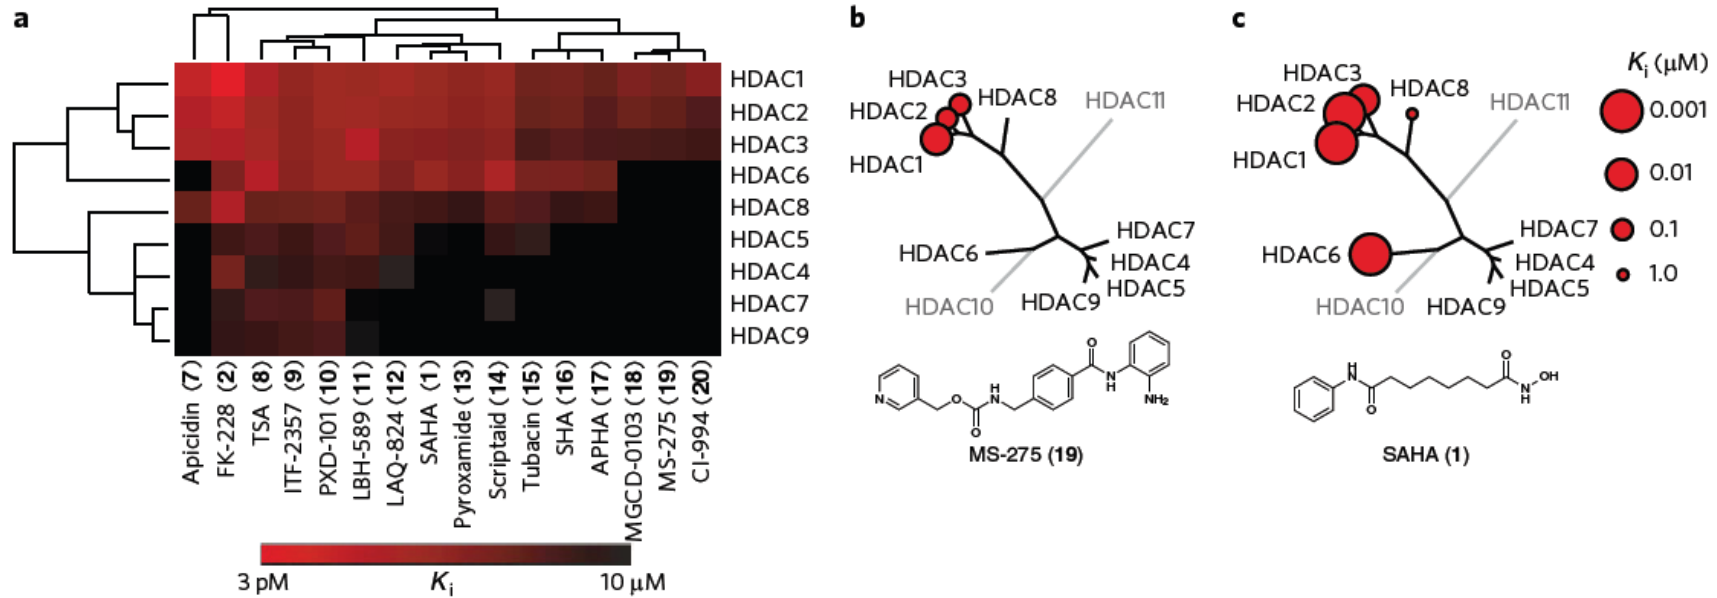 a
HDAC1
HDAC2
HDAC3
HDAC6
HDAC8
HDAC5
HDAC4
HDAC7
HDAC9
Apicidin (7)
FK-228 (2)
TSA (8)
ITF-2357 (9)
PXD-101 (10)
LBH-589 (11)
LAQ-824 (12)
SAHA (1)
Pyroxamide (13)
Scriptaid (14)
Tubacin (15)
SHA (16)
APHA (17)
MGCD-0103 (18)
MS-275 (19)
CI-994 (20)
3 pM
Ki
10 μM
b
HDAC3
HDAC8
HDAC11
HDAC2
HDAC1
HDAC7
HDAC6
HDAC4
HDAC5
HDAC10
HDAC9
N
O
O
H
N
O
N
H
NH2
MS-275 (19)
c
HDAC3
HDAC8
HDAC11
HDAC2
HDAC1
HDAC7
HDAC6
HDAC4
HDAC5
HDAC10
HDAC9
Ki (μM)
0.001
0.01
0.1
1.0
H
N
O
O
N
H
OH
SAHA (1)